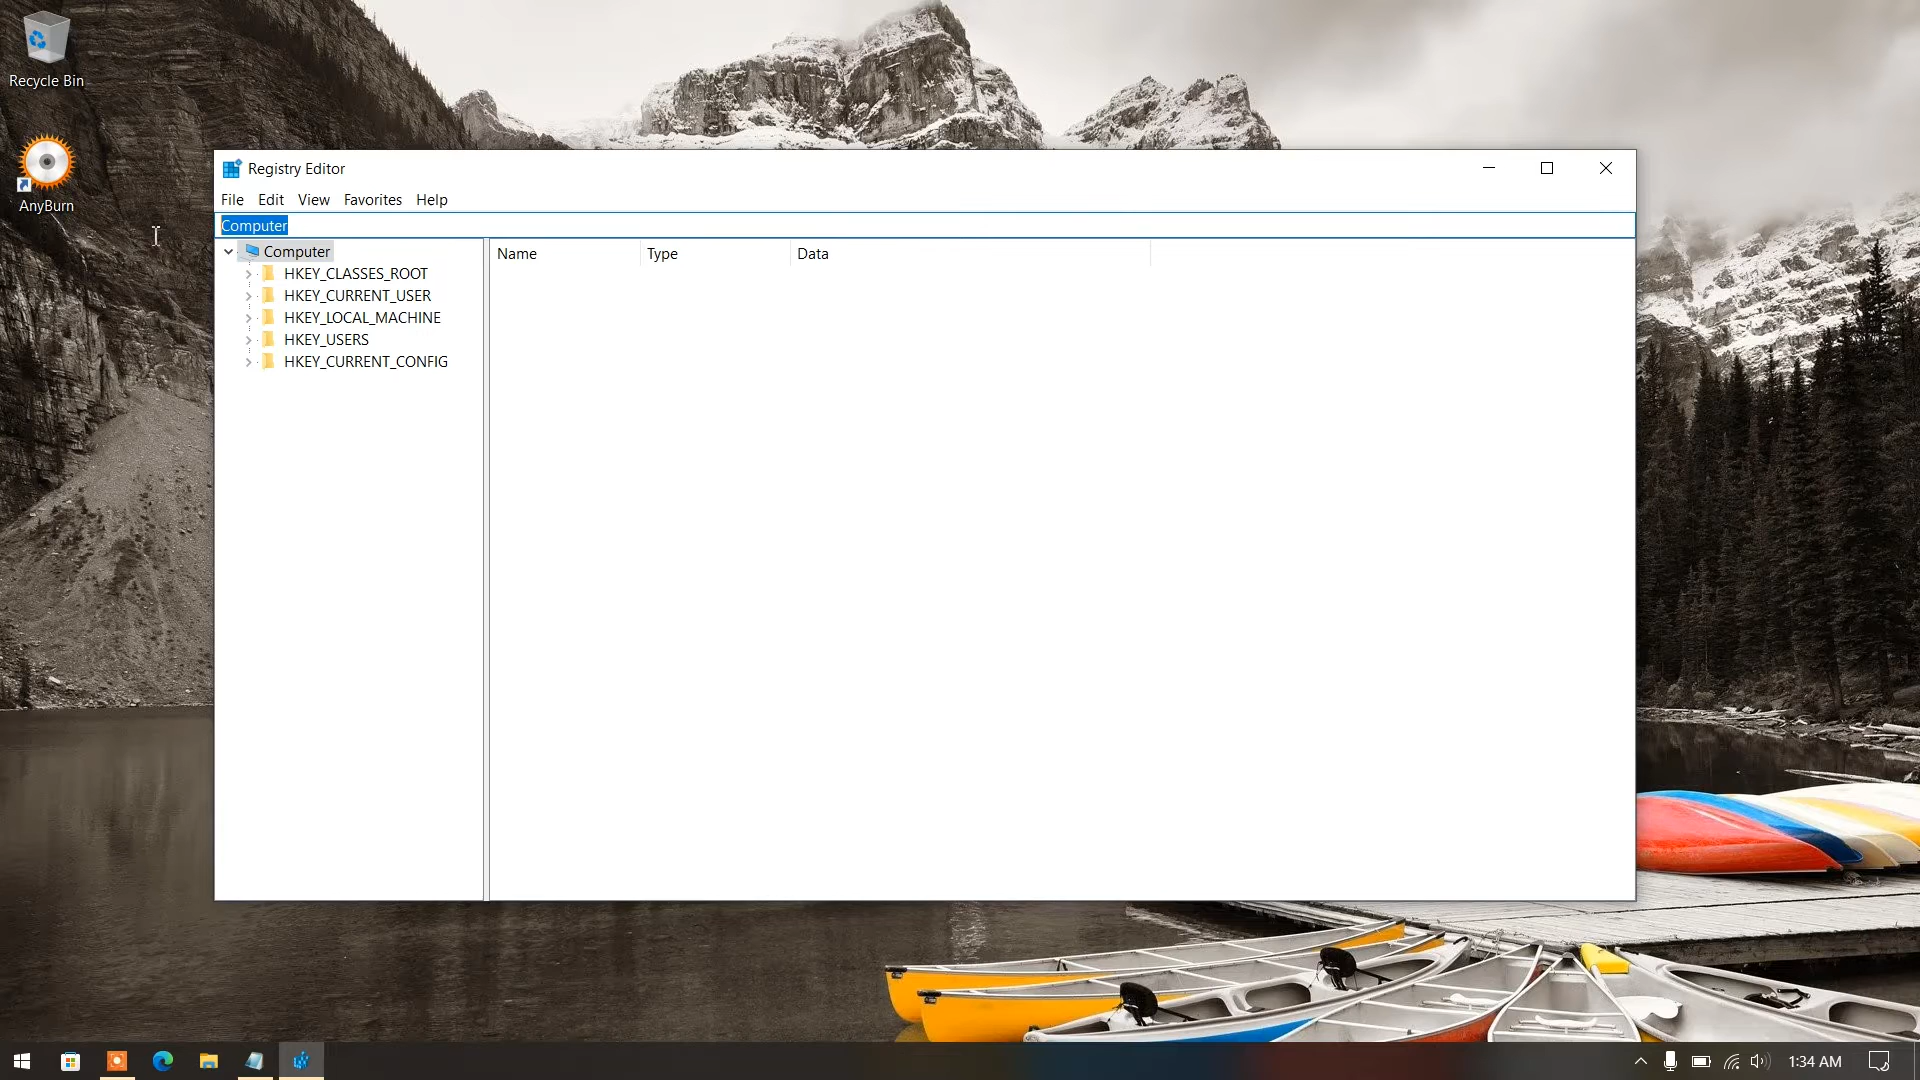 Recycle Bin
AnyBurn
Registry Editor
File Edit View Favorites Help
Computer
Computer
HKEY_CLASSES_ROOT
HKEY_CURRENT_USER
HKEY_LOCAL_MACHINE
HKEY_USERS
HKEY_CURRENT_CONFIG
Name Type Data
1:34 AM